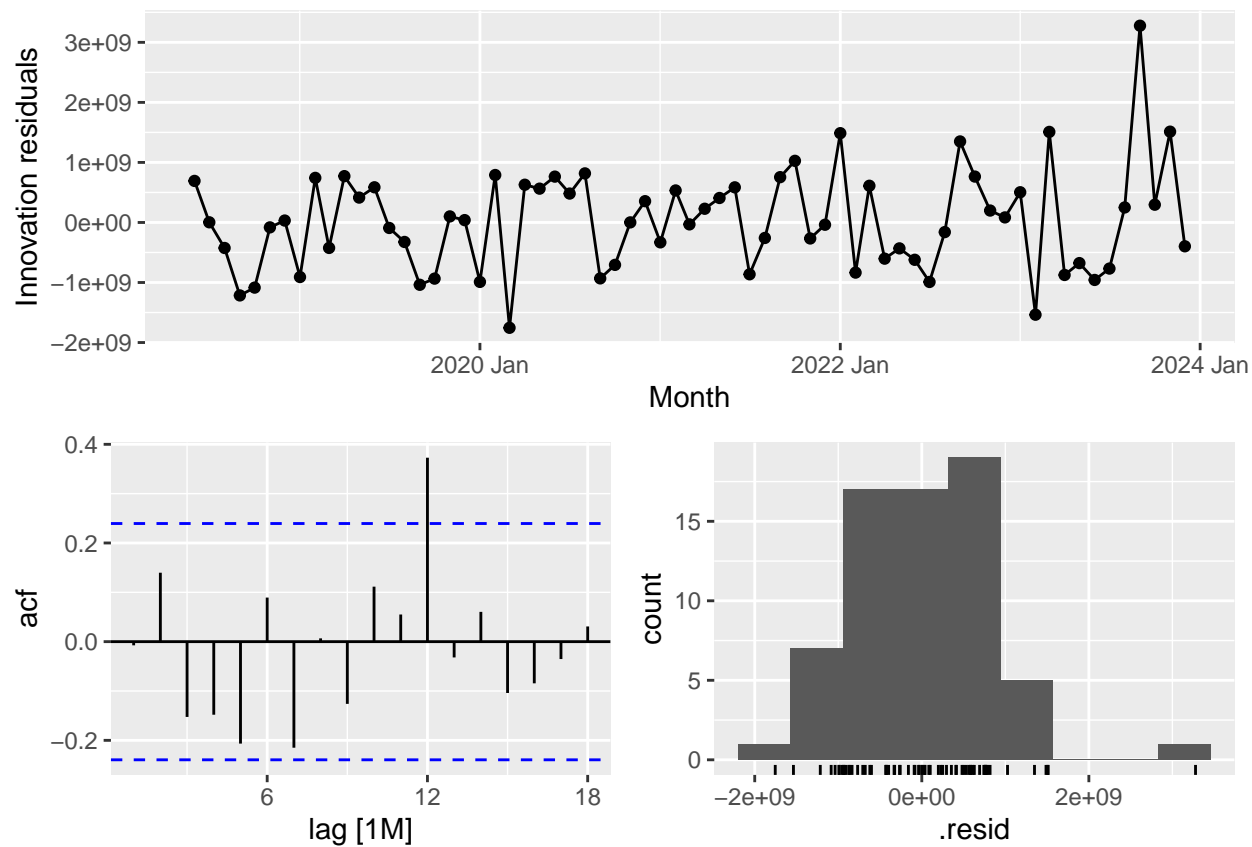 Innovation residuals
3e+09
2e+09
1e+09
0e+00
−1e+09
−2e+09
2020 Jan
2022 Jan
2024 Jan
Month
acf
0.4
0.2
0.0
−0.2
6
12
18
lag [1M]
count
15
10
5
0
−2e+09
0e+00
2e+09
.resid